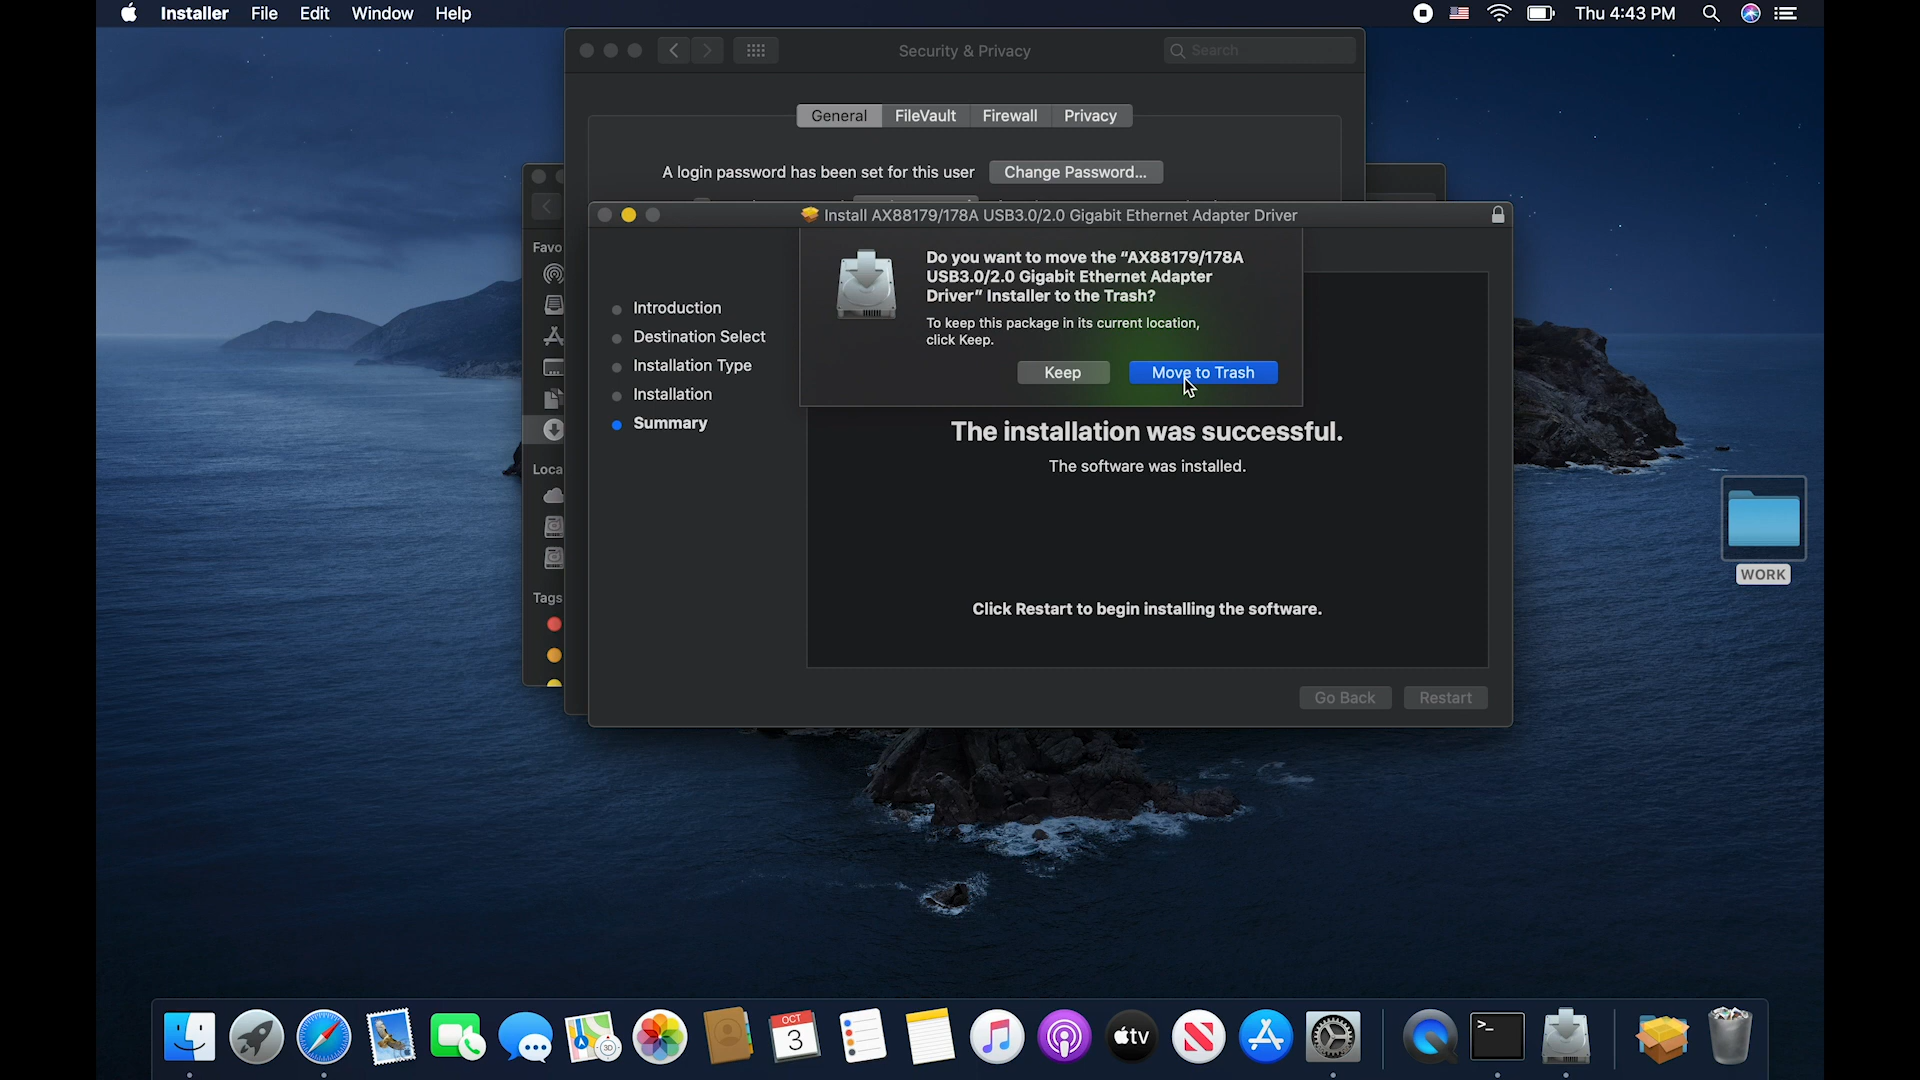 Installer File Edit Window Help
Thu 4:43 PM
Security & Privacy
Search
General FileVault Firewall Privacy
A login password has been set for this user
Change Password...
Install AX88179/178A USB3.0/2.0 Gigabit Ethernet Adapter Driver
Do you want to move the “AX88179/178A
USB3.0/2.0 Gigabit Ethernet Adapter
Driver” Installer to the Trash?
To keep this package in its current location,
click Keep.
Keep
Move to Trash
Favo
Loca
Tags
Introduction
Destination Select
Installation Type
Installation
Summary
The installation was successful.
The software was installed.
Click Restart to begin installing the software.
Go Back
Restart
WORK
3D
OCT
3
tv
>_